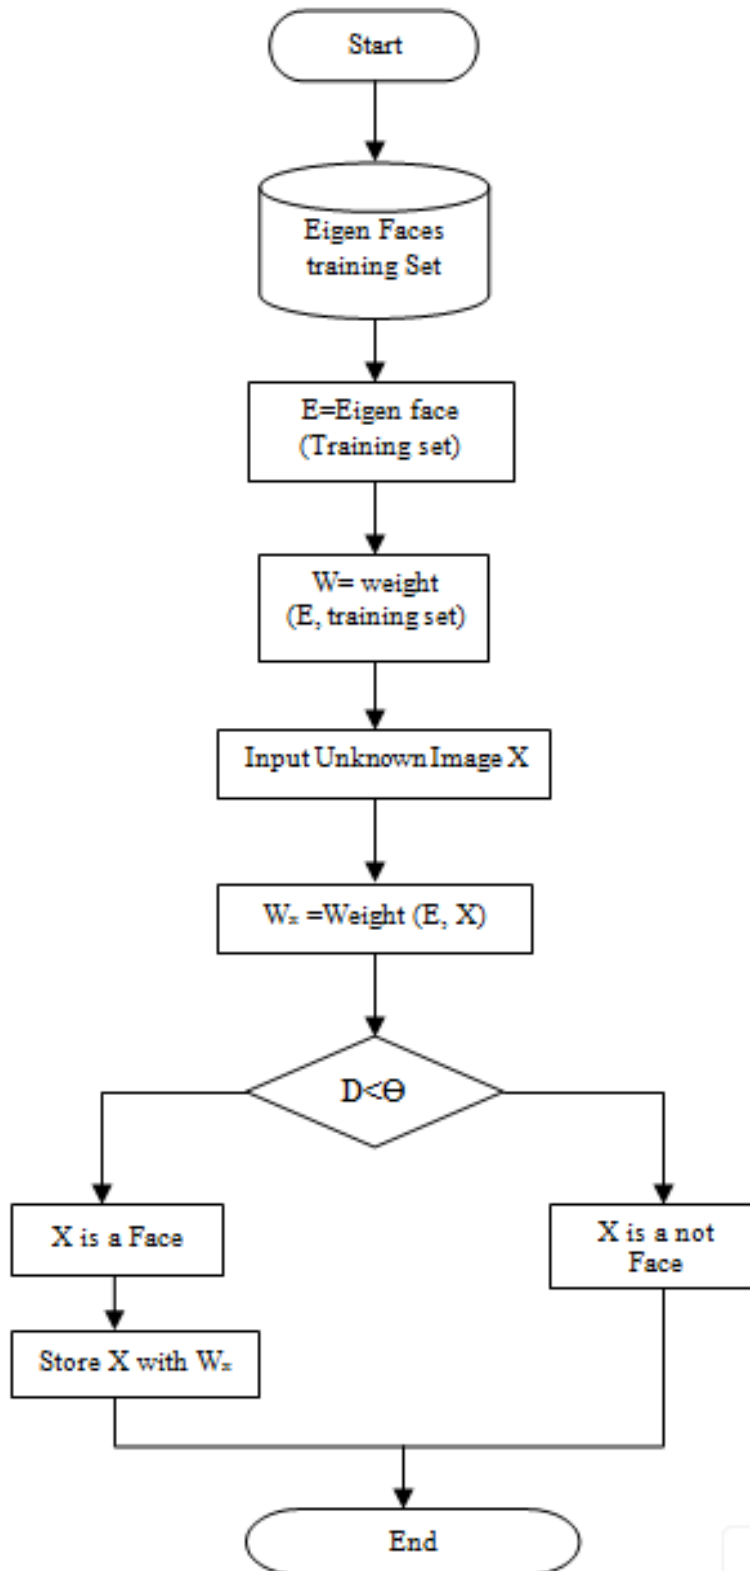 Start
Eigen Faces
training Set
E=Eigen face
(Training set)
W= weight
(E, training set)
Input Unknown Image X
Wₓ =Weight (E, X)
D<Θ
X is a Face
X is a not
Face
Store X with Wₓ
End